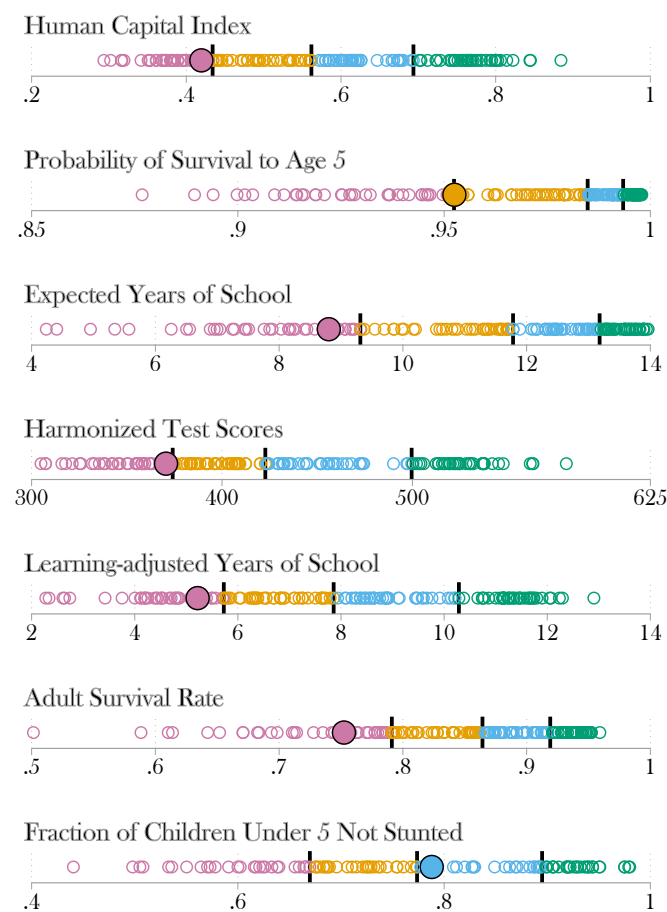 Human Capital Index
.2 .4 .6 .8 1
Probability of Survival to Age 5
.85 .9 .95 1
Expected Years of School
4 6 8 10 12 14
Harmonized Test Scores
300 400 500 625
Learning-adjusted Years of School
2 4 6 8 10 12 14
Adult Survival Rate
.5 .6 .7 .8 .9 1
Fraction of Children Under 5 Not Stunted
.4 .6 .8 1